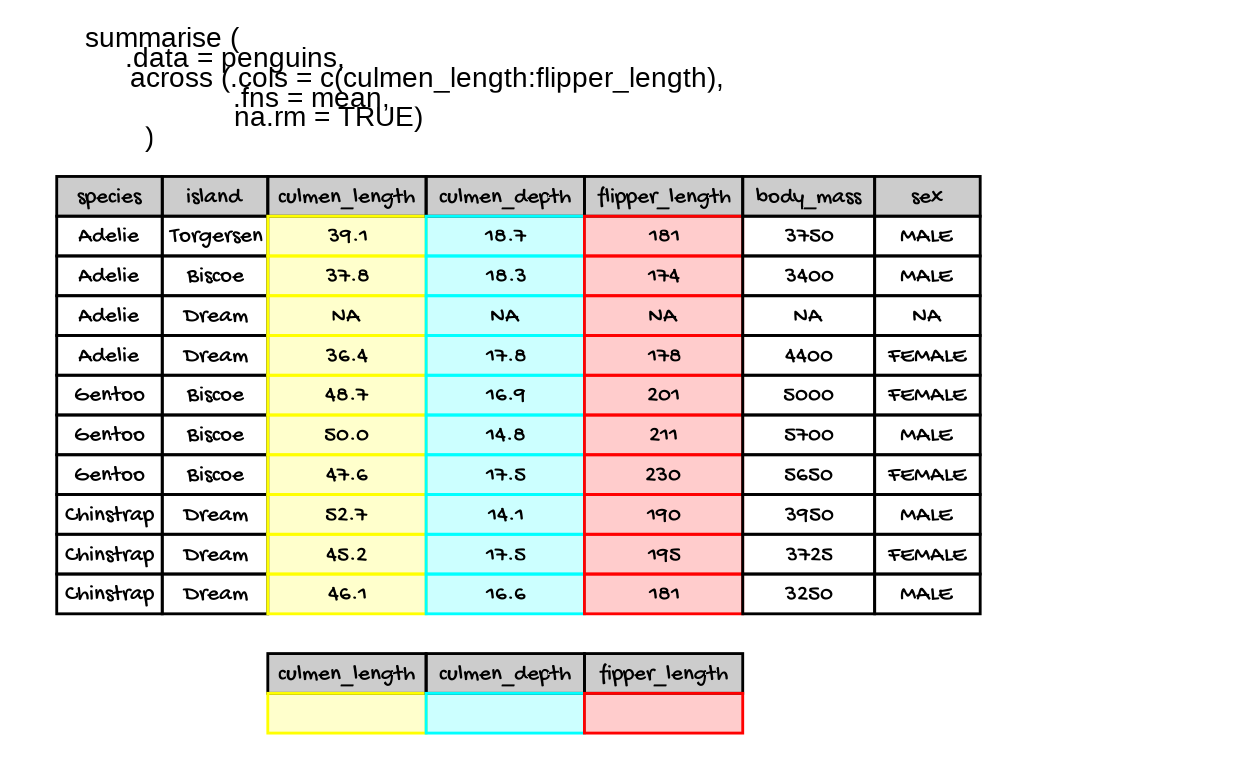 summarise (
.data = penguins,
across (.cols = c(culmen_length:flipper_length),
.fns = mean,
na.rm = TRUE)
)
species island culmen_length culmen_depth flipper_length body_mass sex
Adelie Torgersen 39.1 18.7 181 3750 MALE
Adelie Biscoe 37.8 18.3 174 3400 MALE
Adelie Dream NA NA NA NA NA
Adelie Dream 36.4 17.8 178 4400 FEMALE
Gentoo Biscoe 48.7 16.9 201 5000 FEMALE
Gentoo Biscoe 50.0 14.8 211 5700 MALE
Gentoo Biscoe 47.6 17.5 230 5650 FEMALE
Chinstrap Dream 52.7 14.1 190 3950 MALE
Chinstrap Dream 45.2 17.5 195 3725 FEMALE
Chinstrap Dream 46.1 16.6 181 3250 MALE
culmen_length culmen_depth fipper_length